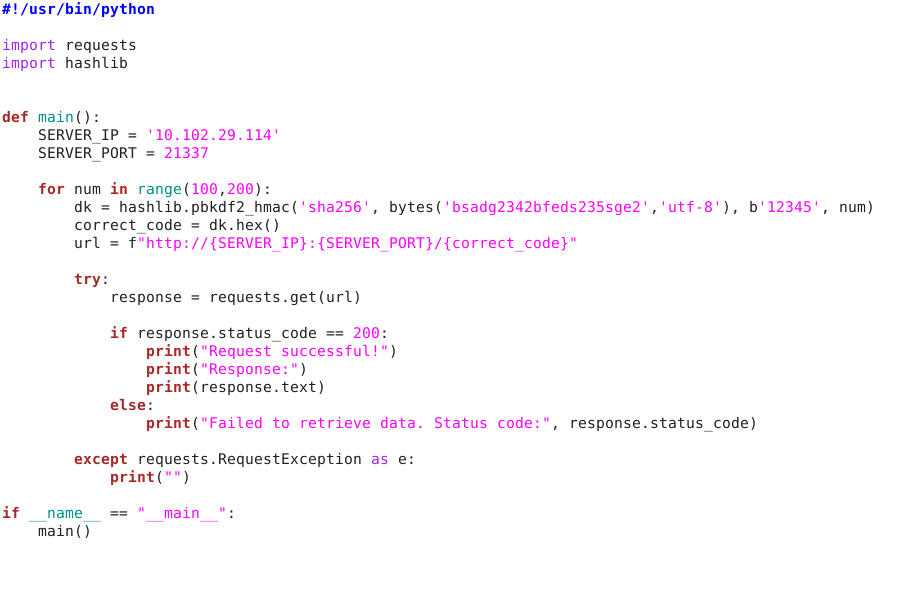 #!/usr/bin/python
import requests
import hashlib
def main():
    SERVER_IP = '10.102.29.114'
    SERVER_PORT = 21337
    for num in range(100,200):
        dk = hashlib.pbkdf2_hmac('sha256', bytes('bsadg2342bfeds235sge2','utf-8'), b'12345', num)
        correct_code = dk.hex()
        url = f"http://{SERVER_IP}:{SERVER_PORT}/{correct_code}"
        try:
            response = requests.get(url)
            if response.status_code == 200:
                print("Request successful!")
                print("Response:")
                print(response.text)
            else:
                print("Failed to retrieve data. Status code:", response.status_code)
        except requests.RequestException as e:
            print("")
if __name__ == "__main__":
    main()